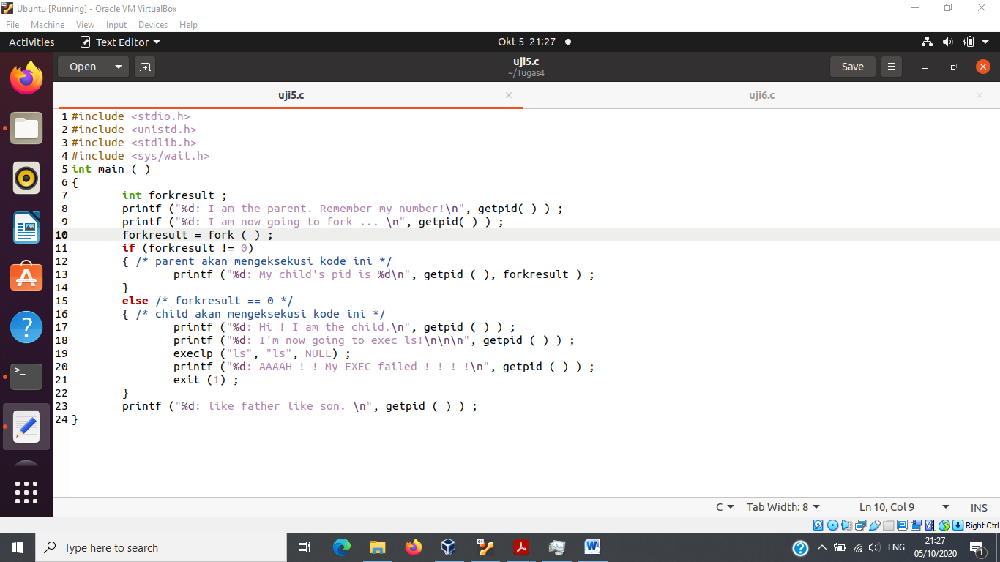 Ubuntu [Running] - Oracle VM VirtualBox
File Machine View Input Devices Help
Activities Text Editor Okt 5 21:27
Open uji5.c Save
~/Tugas4
uji5.c uji6.c
1 #include <stdio.h>
2 #include <unistd.h>
3 #include <stdlib.h>
4 #include <sys/wait.h>
5 int main ( )
6 {
7 int forkresult ;
8 printf ("%d: I am the parent. Remember my number!\n", getpid( ) ) ;
9 printf ("%d: I am now going to fork ... \n", getpid( ) ) ;
10 forkresult = fork ( ) ;
11 if (forkresult != 0)
12 { /* parent akan mengeksekusi kode ini */
13 printf ("%d: My child's pid is %d\n", getpid ( ), forkresult ) ;
14 }
15 else /* forkresult == 0 */
16 { /* child akan mengeksekusi kode ini */
17 printf ("%d: Hi ! I am the child.\n", getpid ( ) ) ;
18 printf ("%d: I'm now going to exec ls!\n\n\n", getpid ( ) ) ;
19 execlp ("ls", "ls", NULL) ;
20 printf ("%d: AAAAH ! ! My EXEC failed ! ! ! !\n", getpid ( ) ) ;
21 exit (1) ;
22 }
23 printf ("%d: like father like son. \n", getpid ( ) ) ;
24 }
C Tab Width: 8 Ln 10, Col 9 INS
Right Ctrl
Type here to search ENG 21:27
05/10/2020 1